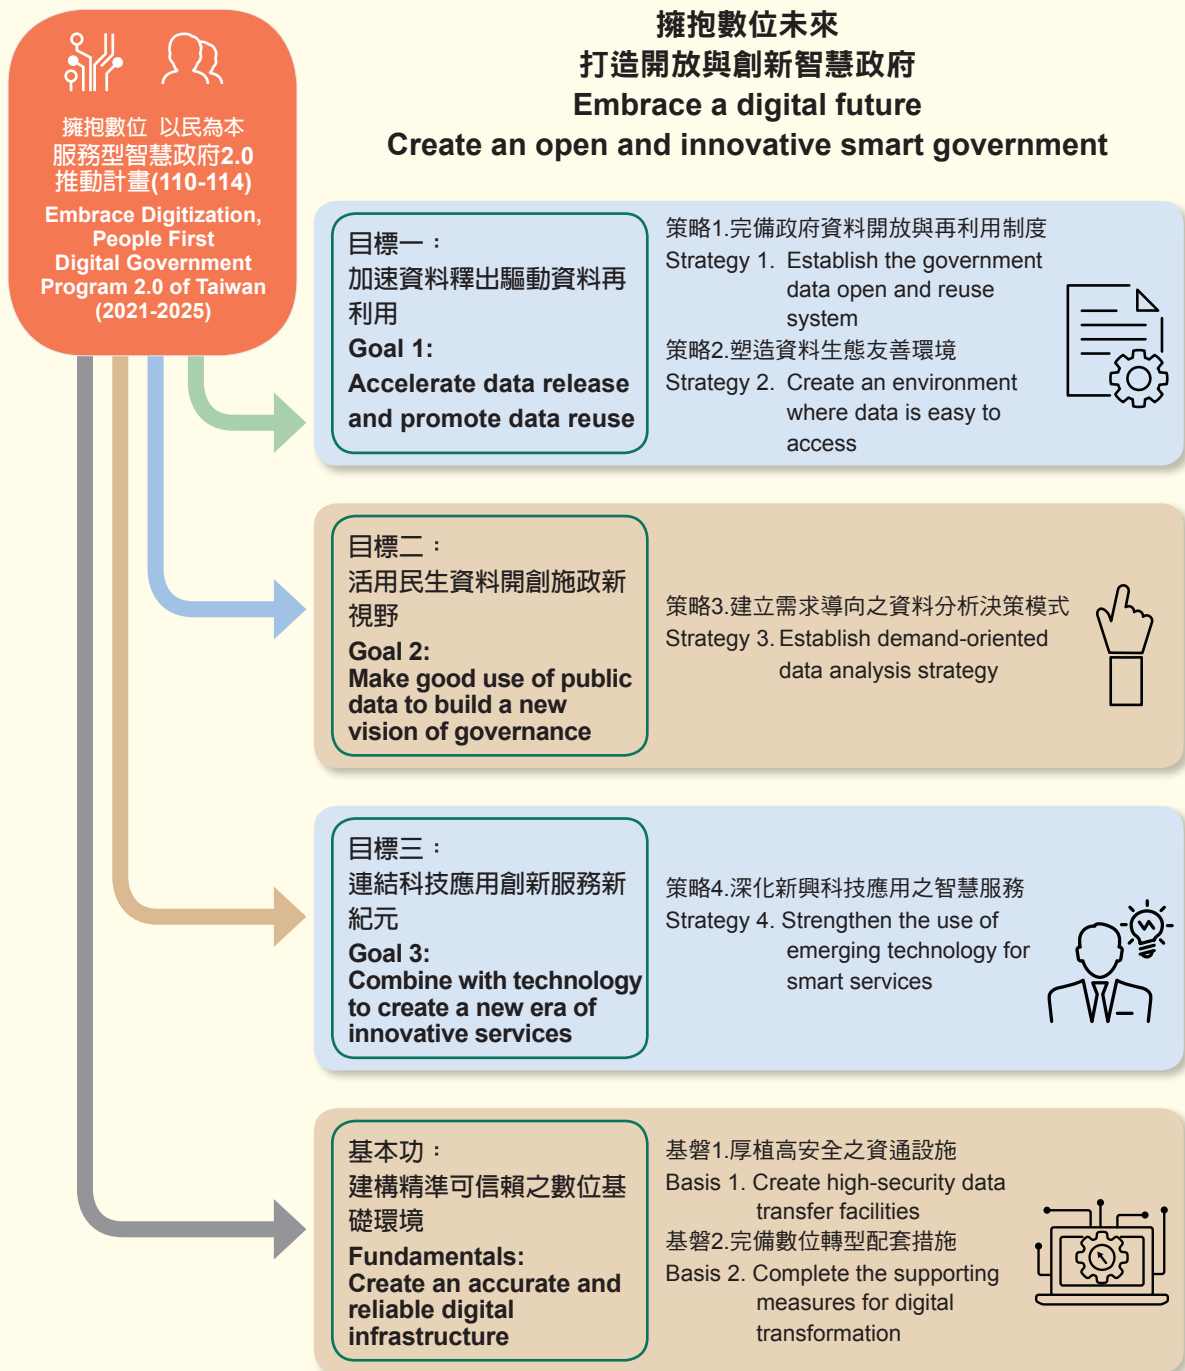 擁抱數位未來
打造開放與創新智慧政府
Embrace a digital future
Create an open and innovative smart government
擁抱數位 以民為本
服務型智慧政府2.0
推動計畫(110-114)
Embrace Digitization,
People First
Digital Government
Program 2.0 of Taiwan
(2021-2025)
目標一：
加速資料釋出驅動資料再
利用
Goal 1:
Accelerate data release
and promote data reuse
策略1.完備政府資料開放與再利用制度
Strategy 1. Establish the government
data open and reuse
system
策略2.塑造資料生態友善環境
Strategy 2. Create an environment
where data is easy to
access
目標二：
活用民生資料開創施政新
視野
Goal 2:
Make good use of public
data to build a new
vision of governance
策略3.建立需求導向之資料分析決策模式
Strategy 3. Establish demand-oriented
data analysis strategy
目標三：
連結科技應用創新服務新
紀元
Goal 3:
Combine with technology
to create a new era of
innovative services
策略4.深化新興科技應用之智慧服務
Strategy 4. Strengthen the use of
emerging technology for
smart services
基本功：
建構精準可信賴之數位基
礎環境
Fundamentals:
Create an accurate and
reliable digital
infrastructure
基磐1.厚植高安全之資通設施
Basis 1. Create high-security data
transfer facilities
基磐2.完備數位轉型配套措施
Basis 2. Complete the supporting
measures for digital
transformation